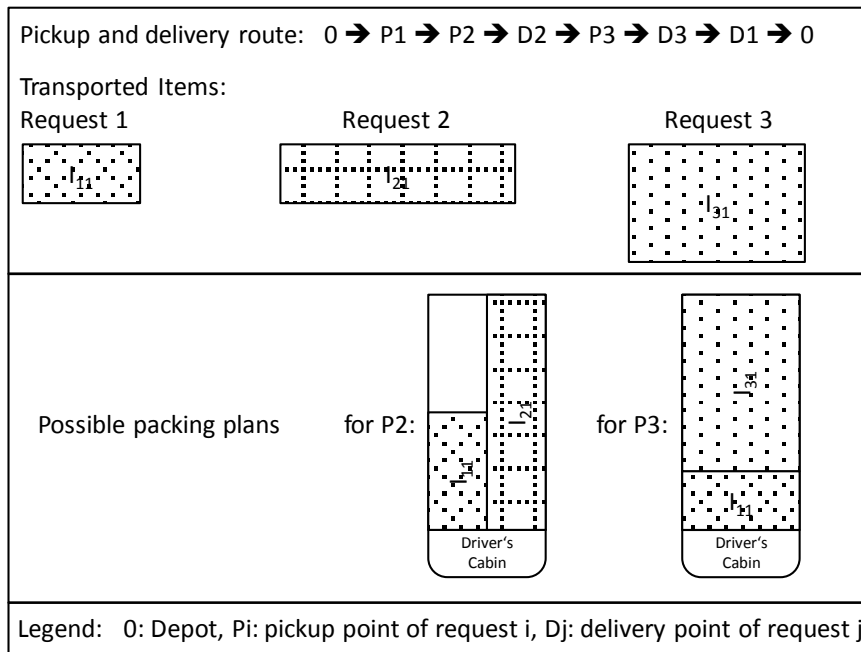 Pickup and delivery route: 0 ➔ P1 ➔ P2 ➔ D2 ➔ P3 ➔ D3 ➔ D1 ➔ 0
Transported Items:
Request 1 Request 2 Request 3
I11 I21 I31
Possible packing plans for P2: for P3:
I11 I21 I31 I11
Driver‘s Cabin
Driver‘s Cabin
Legend: 0: Depot, Pi: pickup point of request i, Dj: delivery point of request j